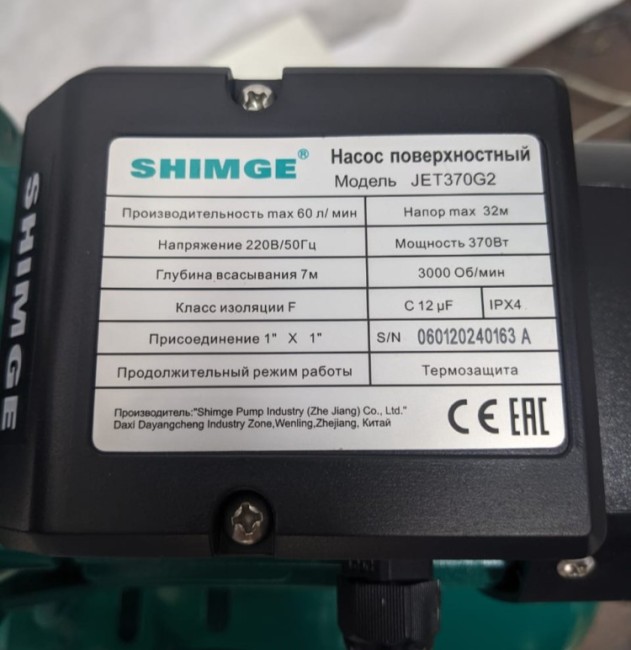 SHIMGE
SHIMGE®
Насос поверхностный
Модель JET370G2
Производительность max 60 л/ мин
Напор max 32м
Напряжение 220В/50Гц
Мощность 370Вт
Глубина всасывания 7м
3000 Об/мин
Класс изоляции F
C 12 µF
IPX4
Присоединение 1" X 1"
S/N 060120240163 A
Продолжительный режим работы
Термозащита
Производитель:"Shimge Pump Industry (Zhe Jiang) Co., Ltd."
Daxi Dayangcheng Industry Zone,Wenling,Zhejiang, Китай
CE EAC